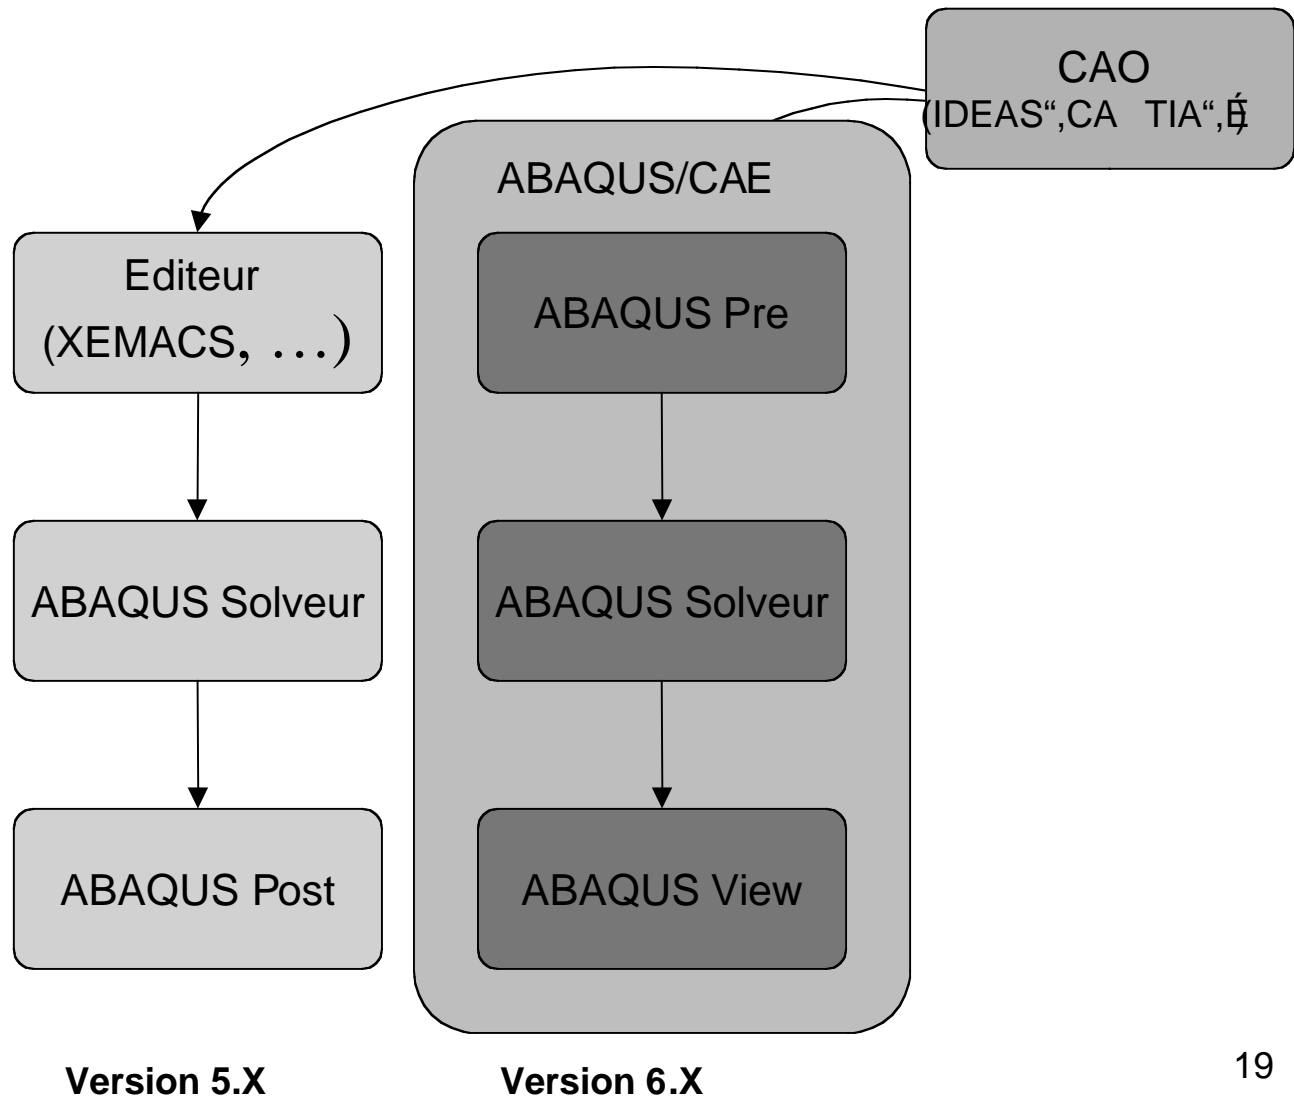 CAO
(IDEAS“,CA TIA“,É)
ABAQUS/CAE
Editeur
(XEMACS, …)
ABAQUS Pre
ABAQUS Solveur
ABAQUS Solveur
ABAQUS Post
ABAQUS View
Version 5.X
Version 6.X
19